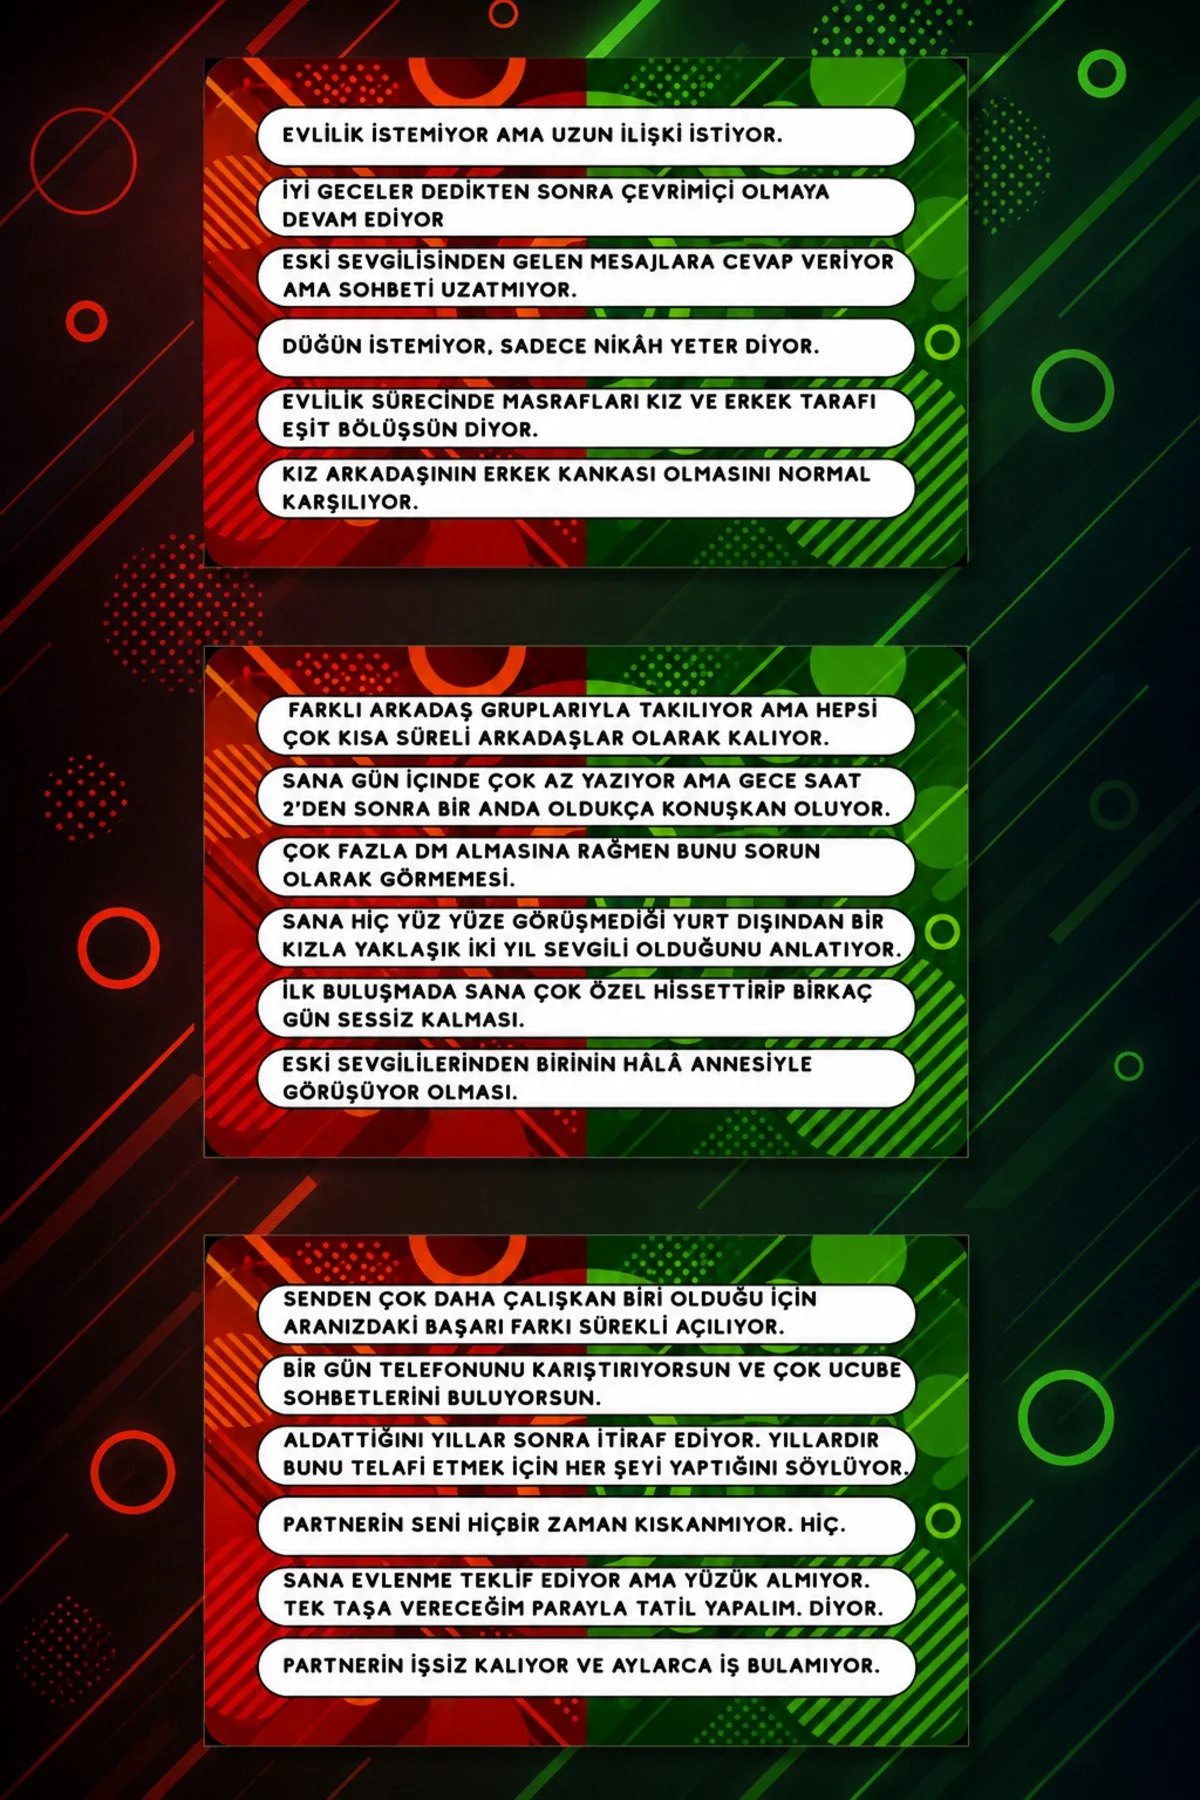 EVLİLİK İSTEMİYOR AMA UZUN İLİŞKİ İSTİYOR.
İYİ GECELER DEDİKTEN SONRA ÇEVRİMİÇİ OLMAYA
DEVAM EDİYOR
ESKİ SEVGİLİSİNDEN GELEN MESAJLARA CEVAP VERİYOR
AMA SOHBETİ UZATMIYOR.
DÜĞÜN İSTEMİYOR, SADECE NİKÂH YETER DİYOR.
EVLİLİK SÜRECİNDE MASRAFLARI KIZ VE ERKEK TARAFI
EŞİT BÖLÜŞSÜN DİYOR.
KIZ ARKADAŞININ ERKEK KANKASI OLMASINI NORMAL
KARŞILIYOR.
FARKLI ARKADAŞ GRUPLARIYLA TAKILIYOR AMA HEPSİ
ÇOK KISA SÜRELİ ARKADAŞLAR OLARAK KALIYOR.
SANA GÜN İÇINDE ÇOK AZ YAZIYOR AMA GECE SAAT
2'DEN SONRA BİR ANDA OLDUKÇA KONUŞKAN OLUYOR.
ÇOK FAZLA DM ALMASINA RAĞMEN BUNU SORUN
OLARAK GÖRMEMESİ.
SANA HİÇ YÜZ YÜZE GÖRÜŞMEDİĞİ YURT DIŞINDAN BİR
KIZLA YAKLAŞIK İKİ YIL SEVGİLİ OLDUĞUNU ANLATIYOR.
İLK BULUŞMADA SANA ÇOK ÖZEL HİSSETTİRİP BİRKAÇ
GÜN SESSİZ KALMASI.
ESKİ SEVGİLİLERİNDEN BİRİNİN HÂLÂ ANNESİYLE
GÖRÜŞÜYOR OLMASI.
SENDEN ÇOK DAHA ÇALIŞKAN BİRİ OLDUĞU İÇİN
ARANIZDAKİ BAŞARI FARKI SÜREKLİ AÇILIYOR.
BİR GÜN TELEFONUNU KARIŞTIRIYORSUN VE ÇOK UCUBE
SOHBETLERİNİ BULUYORSUN.
ALDATTİĞINI YILLAR SONRA İTİRAF EDİYOR. YILLARDIR
BUNU TELAFİ ETMEK İÇİN HER ŞEYİ YAPTIĞINI SÖYLÜYOR.
PARTNERİN SENİ HİÇBİR ZAMAN KISKANMIYOR. HİÇ.
SANA EVLENME TEKLİF EDİYOR AMA YÜZÜK ALMIYOR.
TEK TAŞA VERECEĞİM PARAYLA TATİL YAPALIM. DİYOR.
PARTNERİN İŞSİZ KALIYOR VE AYLARCA İŞ BULAMIYOR.